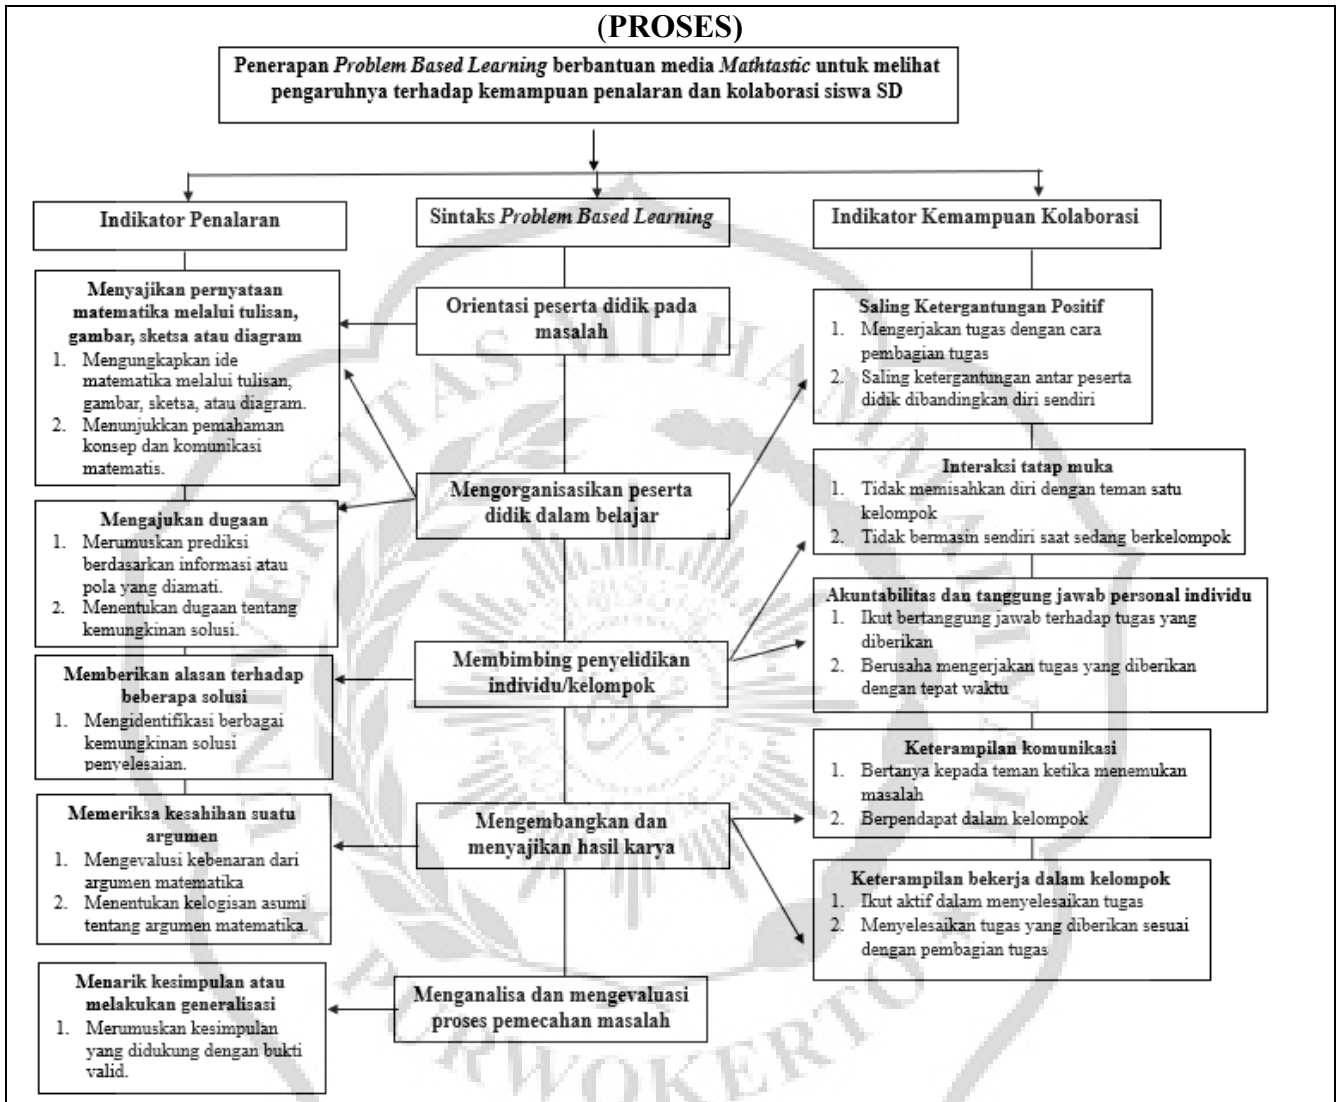 (PROSES)
Penerapan Problem Based Learning berbantuan media Mathtastic untuk melihat
pengaruhnya terhadap kemampuan penalaran dan kolaborasi siswa SD
Indikator Penalaran
Menyajikan pernyataan
matematika melalui tulisan,
gambar, sketsa atau diagram
1. Mengungkapkan ide
matematika melalui tulisan,
gambar, sketsa, atau diagram.
2. Menunjukkan pemahaman
konsep dan komunikasi
matematis.
Mengajukan dugaan
1. Merumuskan prediksi
berdasarkan informasi atau
pola yang diamati.
2. Menentukan dugaan tentang
kemungkinan solusi.
Memberikan alasan terhadap
beberapa solusi
1. Mengidentifikasi berbagai
kemungkinan solusi
penyelesaian.
Memeriksa kesahihan suatu
argumen
1. Mengevalusi kebenaran dari
argumen matematika
2. Menentukan kelogisan asumi
tentang argumen matematika.
Menarik kesimpulan atau
melakukan generalisasi
1. Merumuskan kesimpulan
yang didukung dengan bukti
valid.
Sintaks Problem Based Learning
Orientasi peserta didik pada
masalah
Mengorganisasikan peserta
didik dalam belajar
Membimbing penyelidikan
individu/kelompok
Mengembangkan dan
menyajikan hasil karya
Menganalisa dan mengevaluasi
proses pemecahan masalah
Indikator Kemampuan Kolaborasi
Saling Ketergantungan Positif
1. Mengerjakan tugas dengan cara
pembagian tugas
2. Saling ketergantungan antar peserta
didik dibandingkan diri sendiri
Interaksi tatap muka
1. Tidak memisahkan diri dengan teman satu
kelompok
2. Tidak bermasin sendiri saat sedang berkelompok
Akuntabilitas dan tanggung jawab personal individu
1. Ikut bertanggung jawab terhadap tugas yang
diberikan
2. Berusaha mengerjakan tugas yang diberikan
dengan tepat waktu
Keterampilan komunikasi
1. Bertanya kepada teman ketika menemukan
masalah
2. Berpendapat dalam kelompok
Keterampilan bekerja dalam kelompok
1. Ikut aktif dalam menyelesaikan tugas
2. Menyelesaikan tugas yang diberikan sesuai
dengan pembagian tugas
UNIVERSITAS MUHAMMADIYAH
PURWOKERTO